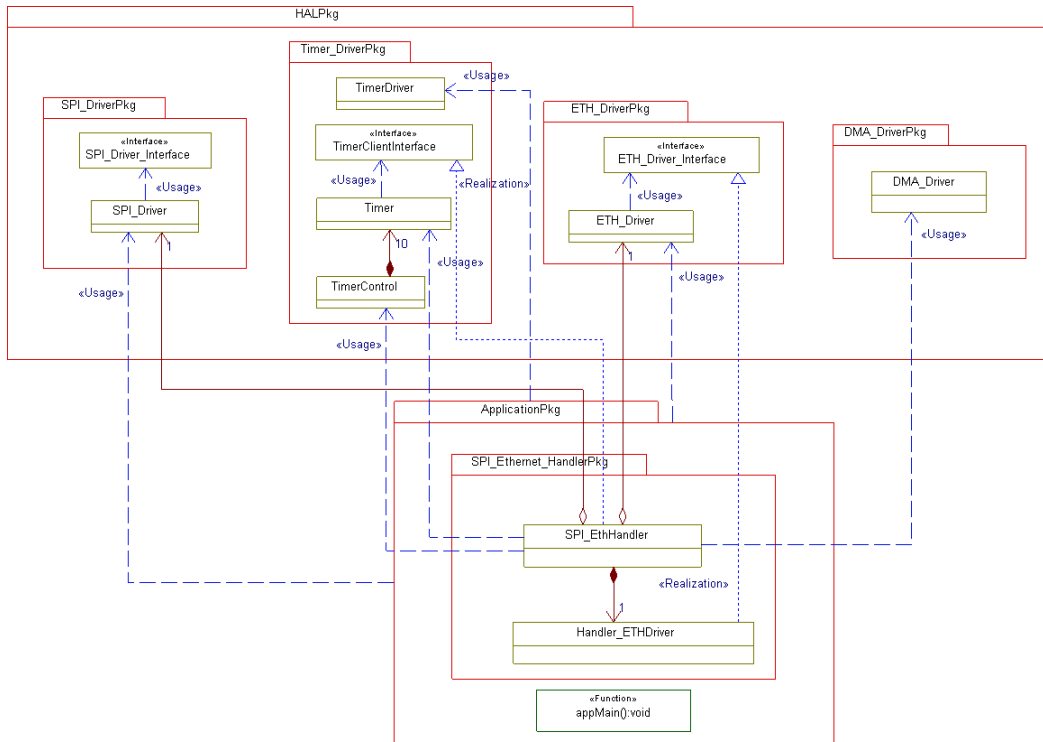 HALPkg
Timer_DriverPkg
TimerDriver
«Usage»
SPI_DriverPkg
ETH_DriverPkg
DMA_DriverPkg
«Interface»
SPI_Driver_Interface
«Interface»
TimerClientInterface
«Interface»
ETH_Driver_Interface
«Usage»
«Usage»
«Realization»
«Usage»
DMA_Driver
SPI_Driver
Timer
ETH_Driver
«Usage»
1
10
1
«Usage»
«Usage»
TimerControl
«Usage»
«Usage»
ApplicationPkg
SPI_Ethernet_HandlerPkg
SPI_EthHandler
«Realization»
1
Handler_ETHDriver
«Function»
appMain():void
«Usage»